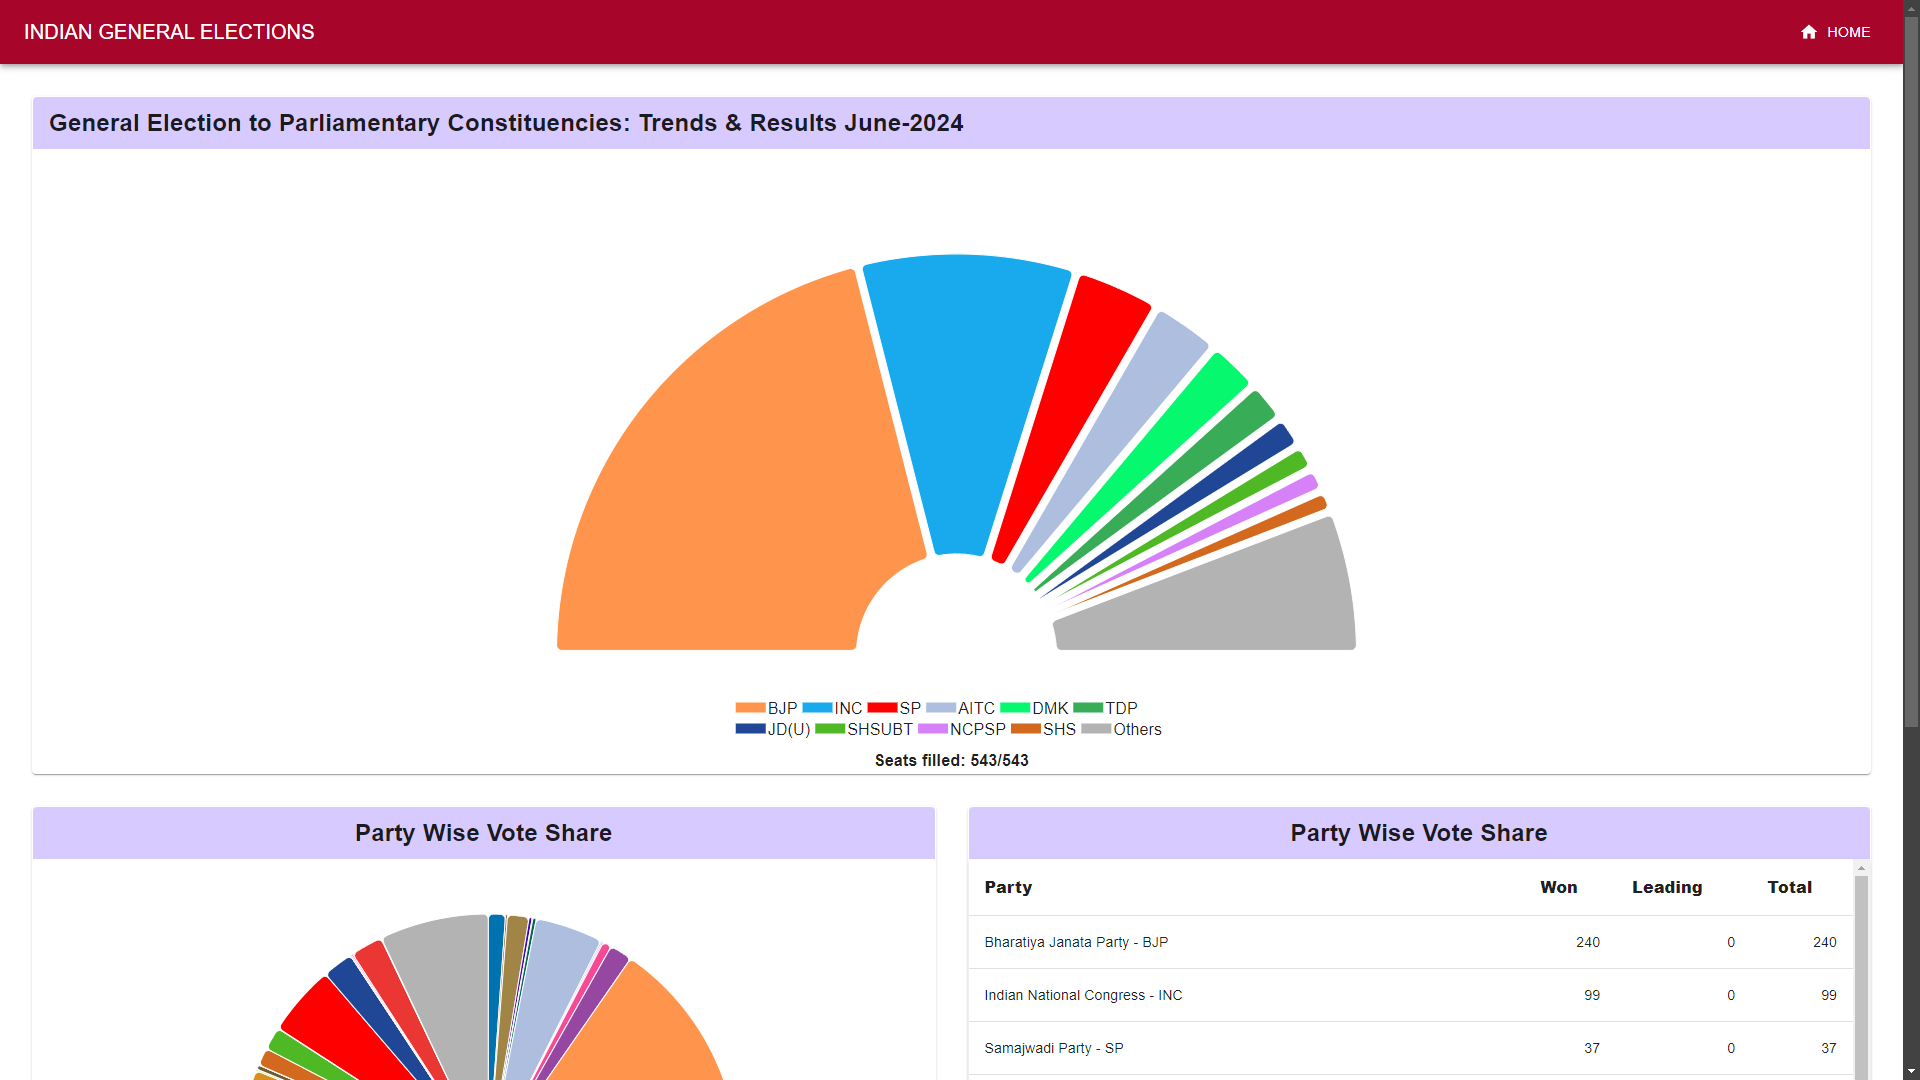 INDIAN GENERAL ELECTIONS
HOME
General Election to Parliamentary Constituencies: Trends & Results June-2024
BJP INC SP AITC DMK TDP
JD(U) SHSUBT NCPSP SHS Others
Seats filled: 543/543
Party Wise Vote Share
Party Wise Vote Share
Party Won Leading Total
Bharatiya Janata Party - BJP 240 0 240
Indian National Congress - INC 99 0 99
Samajwadi Party - SP 37 0 37